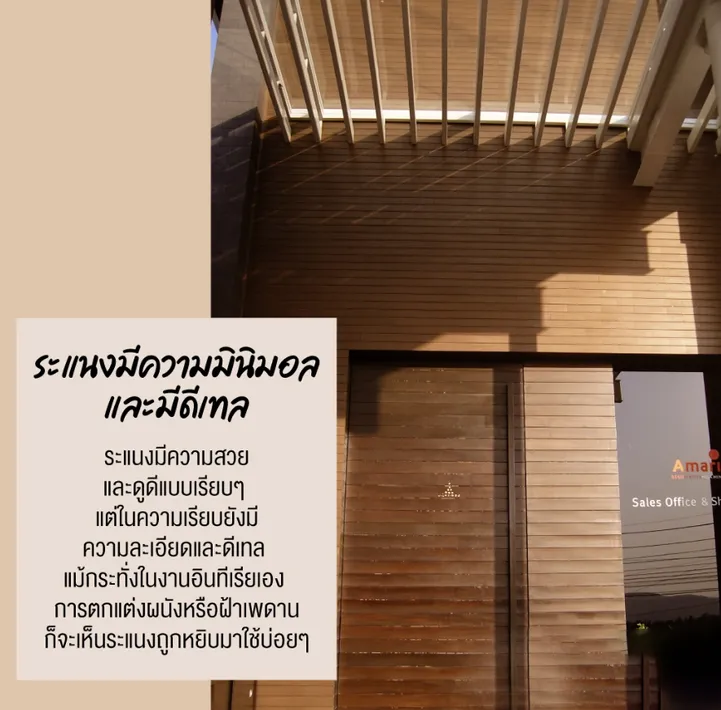 ระแนงมีความมินิมอล
และมีดีเทล
ระแนงมีความสวย
และดูดีแบบเรียบๆ
แต่ในความเรียบยังมี
ความละเอียดและดีเทล
แม้กระทั่งในงานอินทีเรียเอง
การตกแต่งผนังหรือฝ้าเพดาน
ก็จะเห็นระแนงถูกหยิบมาใช้บ่อยๆ
Sales Office &